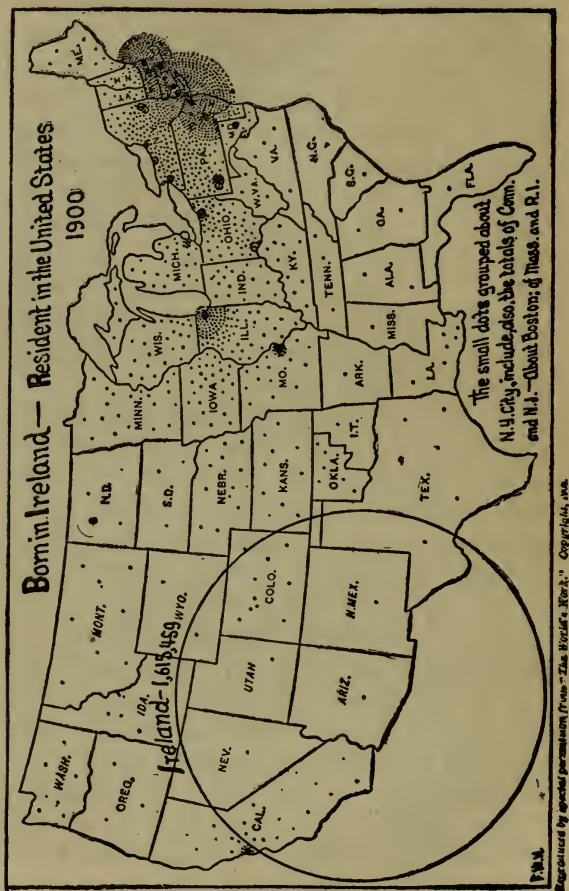 Born in Ireland — Resident in the United States
1900
WASH.
MONT.
N.D.
MINN.
ME.
OREG.
IDA.
WYO.
S.D.
WIS.
MICH.
Ireland-1,615,459
NEBR.
IOWA
PA.
NEV.
UTAH
COLO.
KANS.
MO.
ILL.
IND.
OHIO
W.VA.
VA.
CAL.
KY.
ARIZ.
N.MEX.
OKLA.
I.T.
ARK.
TENN.
N.C.
S.C.
TEX.
LA.
MISS.
ALA.
GA.
FLA.
The small dots grouped about
N.Y. City, include, also, the totals of Conn.
and N.J. — About Boston; of Mass. and R.I.
Reproduced by special permission from "The World's Work." Copyright,